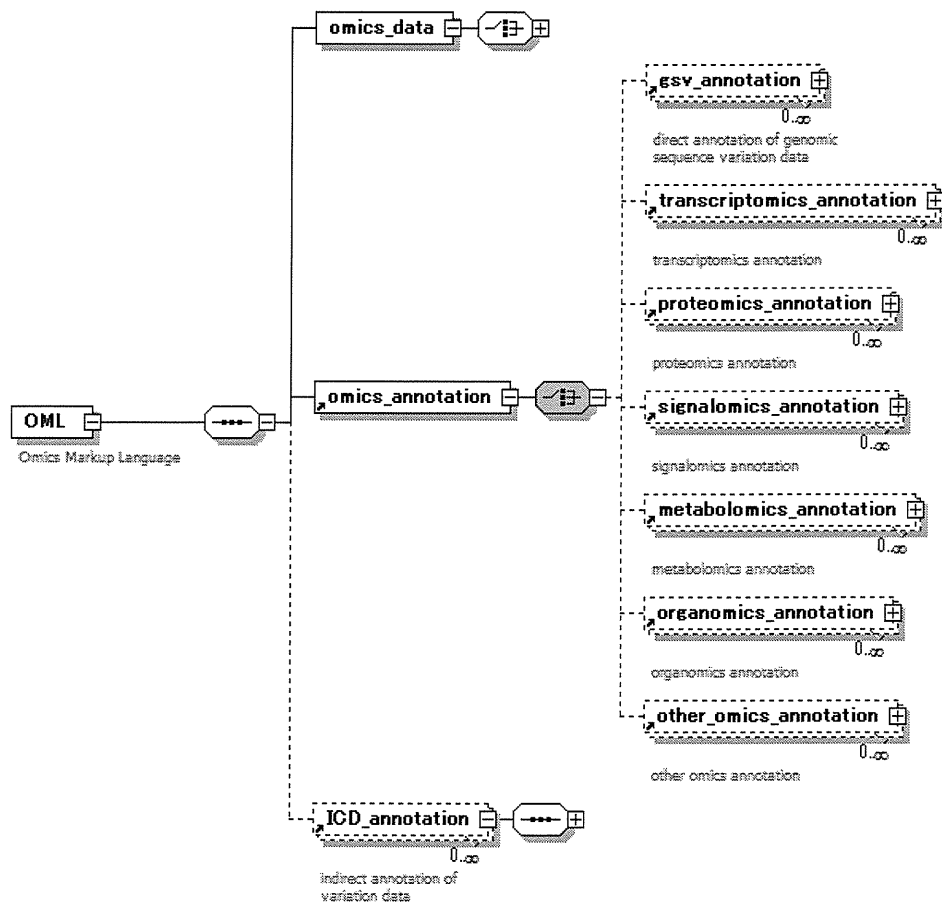 omics_data
gsv_annotation
0..∞
direct annotation of genomic
sequence variation data
transcriptomics_annotation
0..∞
transcriptomics annotation
proteomics_annotation
0..∞
proteomics annotation
omics_annotation
signalomics_annotation
0..∞
signalomics annotation
OML
Omics Markup Language
metabolomics_annotation
0..∞
metabolomics annotation
organomics_annotation
0..∞
organomics annotation
other_omics_annotation
0..∞
other omics annotation
ICD_annotation
0..∞
indirect annotation of
variation data